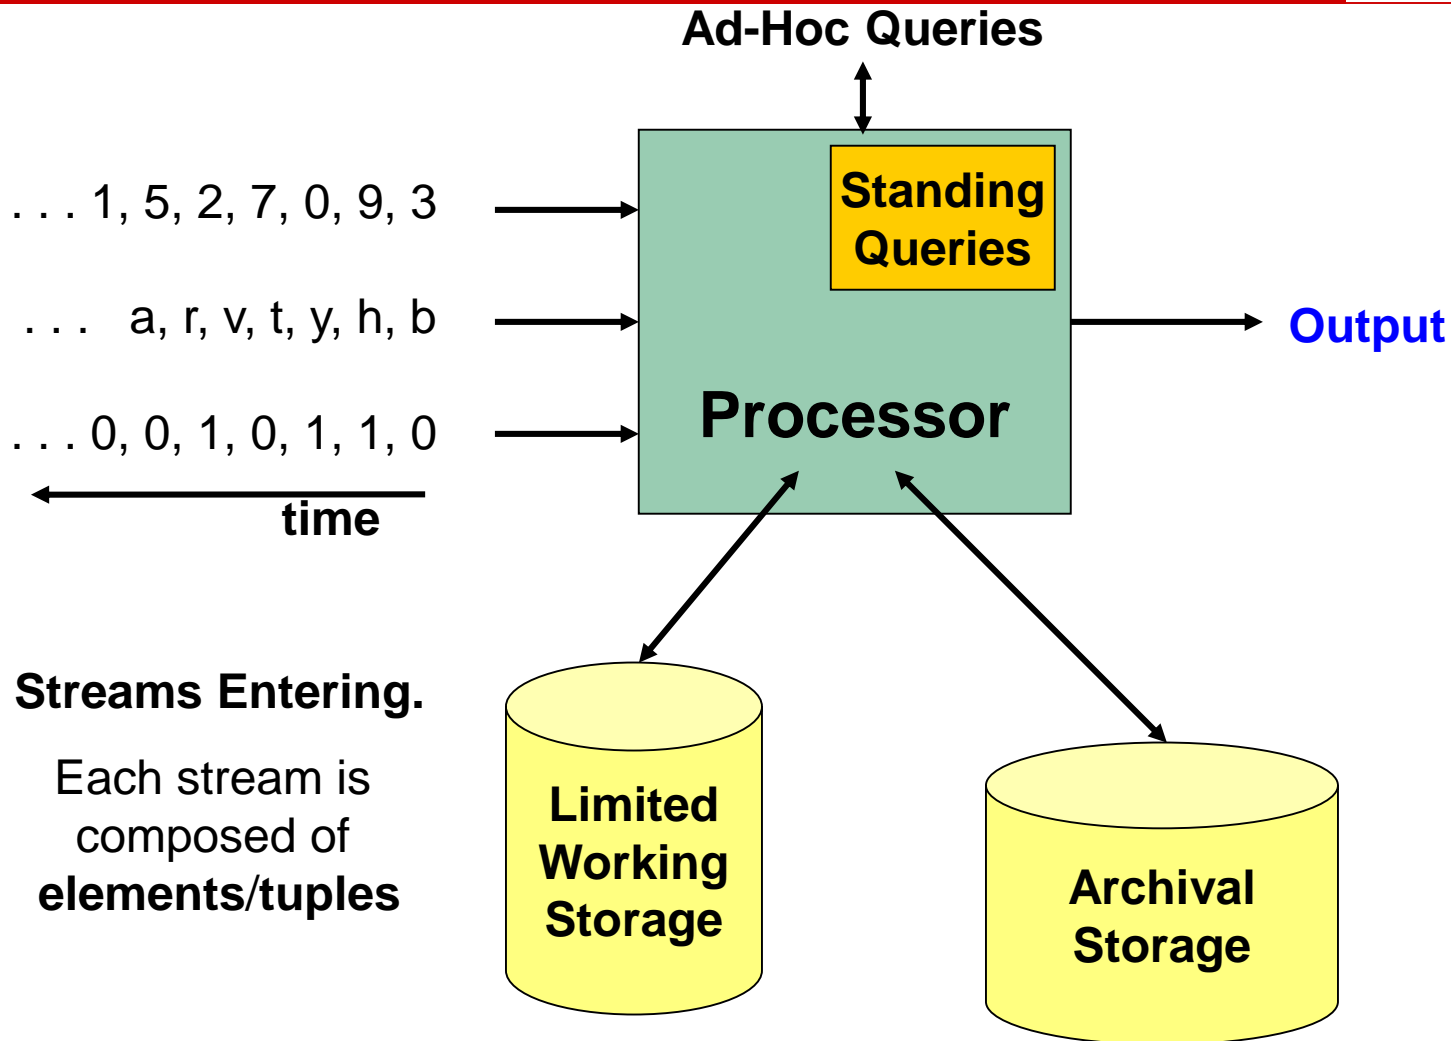 Ad-Hoc Queries
. . . 1, 5, 2, 7, 0, 9, 3
Standing
Queries
. . . a, r, v, t, y, h, b
Output
. . . 0, 0, 1, 0, 1, 1, 0
Processor
time
Streams Entering.
Each stream is
composed of
elements/tuples
Limited
Working
Storage
Archival
Storage